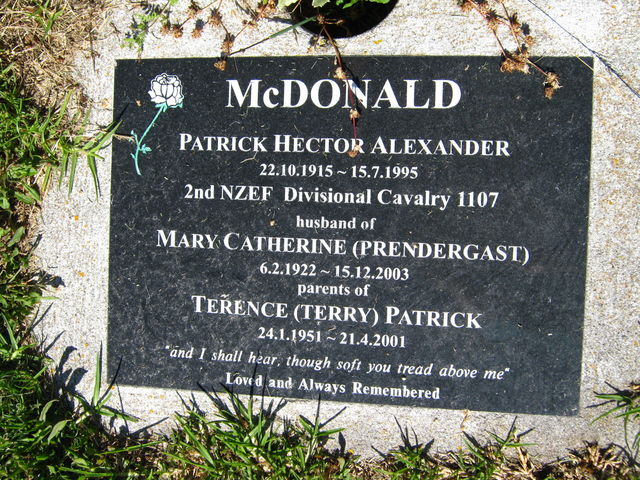 McDONALD
PATRICK HECTOR ALEXANDER
22.10.1915 ~ 15.7.1995
2nd NZEF Divisional Cavalry 1107
husband of
MARY CATHERINE (PRENDERGAST)
6.2.1922 ~ 15.12.2003
parents of
TERENCE (TERRY) PATRICK
24.1.1951 ~ 21.4.2001
"and I shall hear, though soft you tread above me"
Loved and Always Remembered